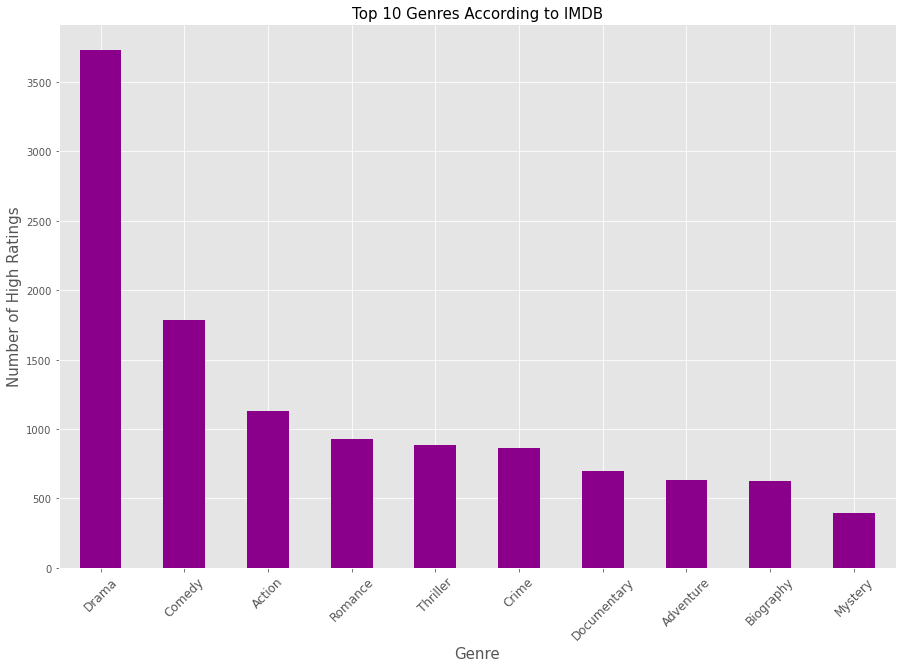 Top 10 Genres According to IMDB
Number of High Ratings
3500
3000
2500
2000
1500
1000
500
0
Drama
Comedy
Action
Romance
Thriller
Crime
Documentary
Adventure
Biography
Mystery
Genre